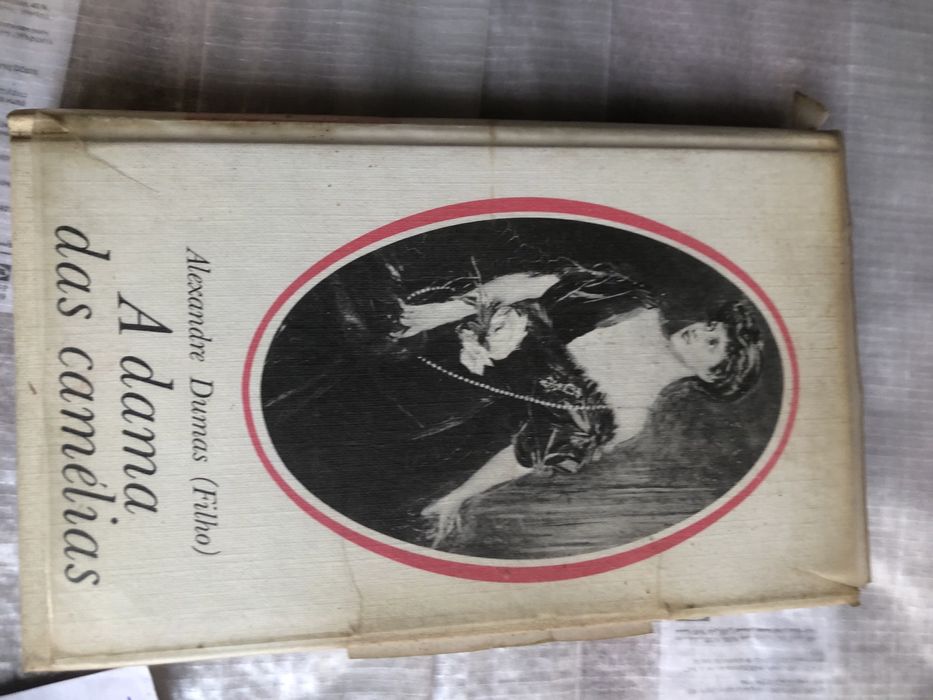 Alexandre Dumas (Filho)
A dama
das camélias